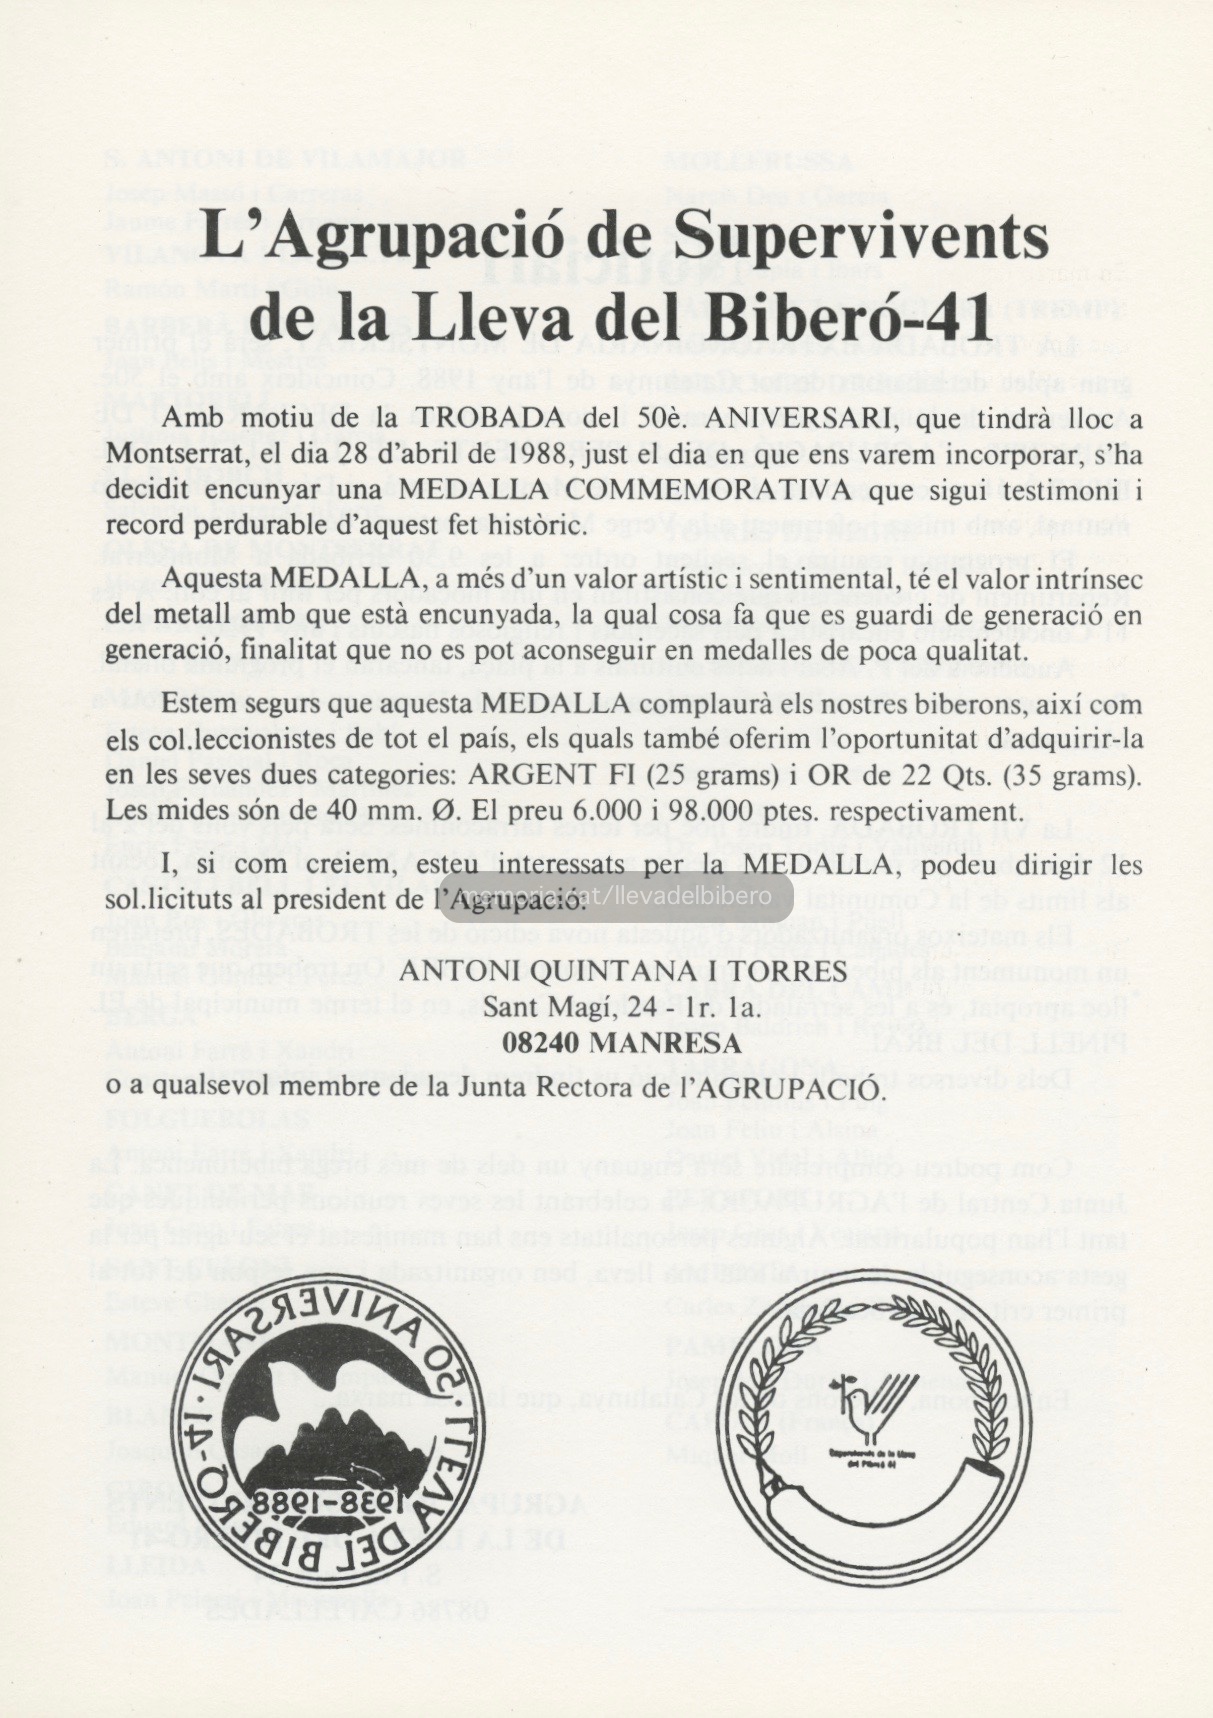 L'Agrupació de Supervivents
de la Lleva del Biberó-41
Amb motiu de la TROBADA del 50è. ANIVERSARI, que tindrà lloc a
Montserrat, el dia 28 d'abril de 1988, just el dia en que ens varem incorporar, s'ha
decidit encunyar una MEDALLA COMMEMORATIVA que sigui testimoni i
record perdurable d'aquest fet històric.
Aquesta MEDALLA, a més d'un valor artístic i sentimental, té el valor intrínsec
del metall amb que està encunyada, la qual cosa fa que es guardi de generació en
generació, finalitat que no es pot aconseguir en medalles de poca qualitat.
Estem segurs que aquesta MEDALLA complaurà els nostres biberons, així com
els col.leccionistes de tot el país, els quals també oferim l'oportunitat d'adquirir-la
en les seves dues categories: ARGENT FI (25 grams) i OR de 22 Qts. (35 grams).
Les mides són de 40 mm. Ø. El preu 6.000 i 98.000 ptes. respectivament.
I, si com creiem, esteu interessats per la MEDALLA, podeu dirigir les
sol.licituts al president de l'Agrupació:
memoria.cat/llevadelbibero
ANTONI QUINTANA I TORRES
Sant Magí, 24 - 1r. 1a.
08240 MANRESA
o a qualsevol membre de la Junta Rectora de l'AGRUPACIÓ.
50 ANIVERSARI · LLEVA DEL BIBERÓ-41
1938-1988